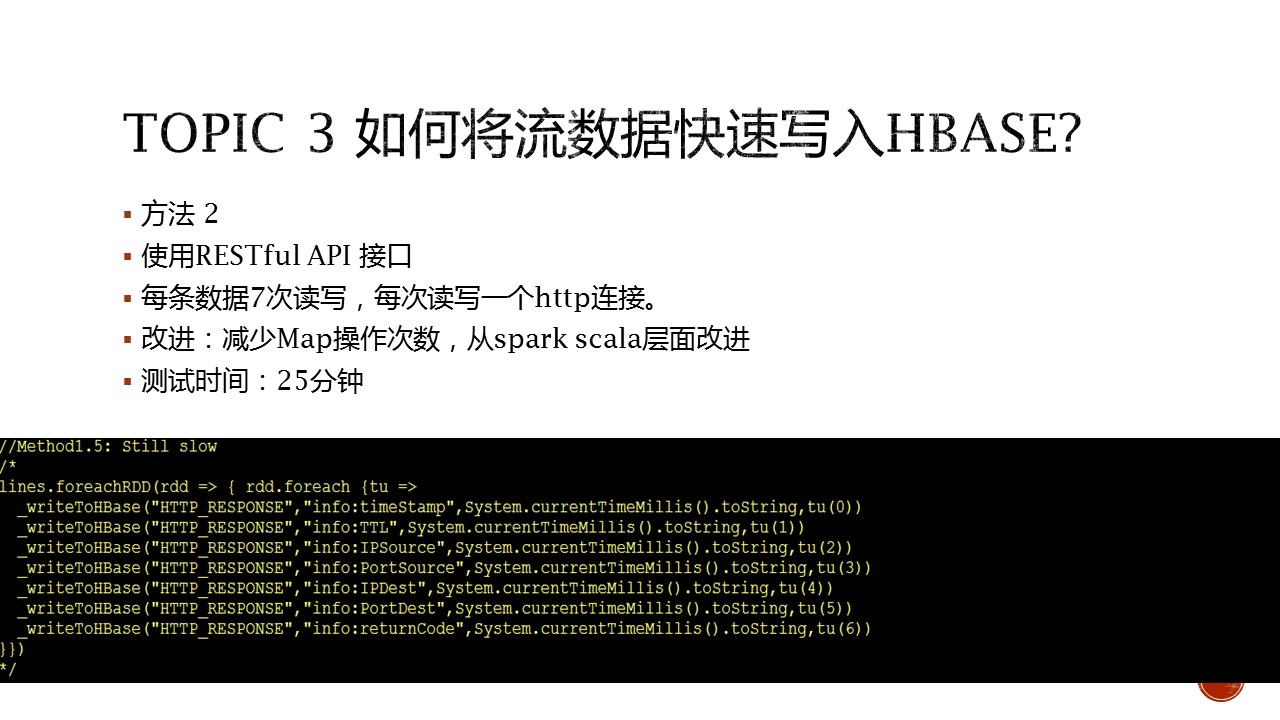 TOPIC 3 如何将流数据快速写入HBASE?
▪ 方法 2
▪ 使用RESTful API 接口
▪ 每条数据7次读写，每次读写一个http连接。
▪ 改进：减少Map操作次数，从spark scala层面改进
▪ 测试时间：25分钟
//Method1.5: Still slow
/*
lines.foreachRDD(rdd => { rdd.foreach {tu =>
  _writeToHBase("HTTP_RESPONSE","info:timeStamp",System.currentTimeMillis().toString,tu(0))
  _writeToHBase("HTTP_RESPONSE","info:TTL",System.currentTimeMillis().toString,tu(1))
  _writeToHBase("HTTP_RESPONSE","info:IPSource",System.currentTimeMillis().toString,tu(2))
  _writeToHBase("HTTP_RESPONSE","info:PortSource",System.currentTimeMillis().toString,tu(3))
  _writeToHBase("HTTP_RESPONSE","info:IPDest",System.currentTimeMillis().toString,tu(4))
  _writeToHBase("HTTP_RESPONSE","info:PortDest",System.currentTimeMillis().toString,tu(5))
  _writeToHBase("HTTP_RESPONSE","info:returnCode",System.currentTimeMillis().toString,tu(6))
}})
*/